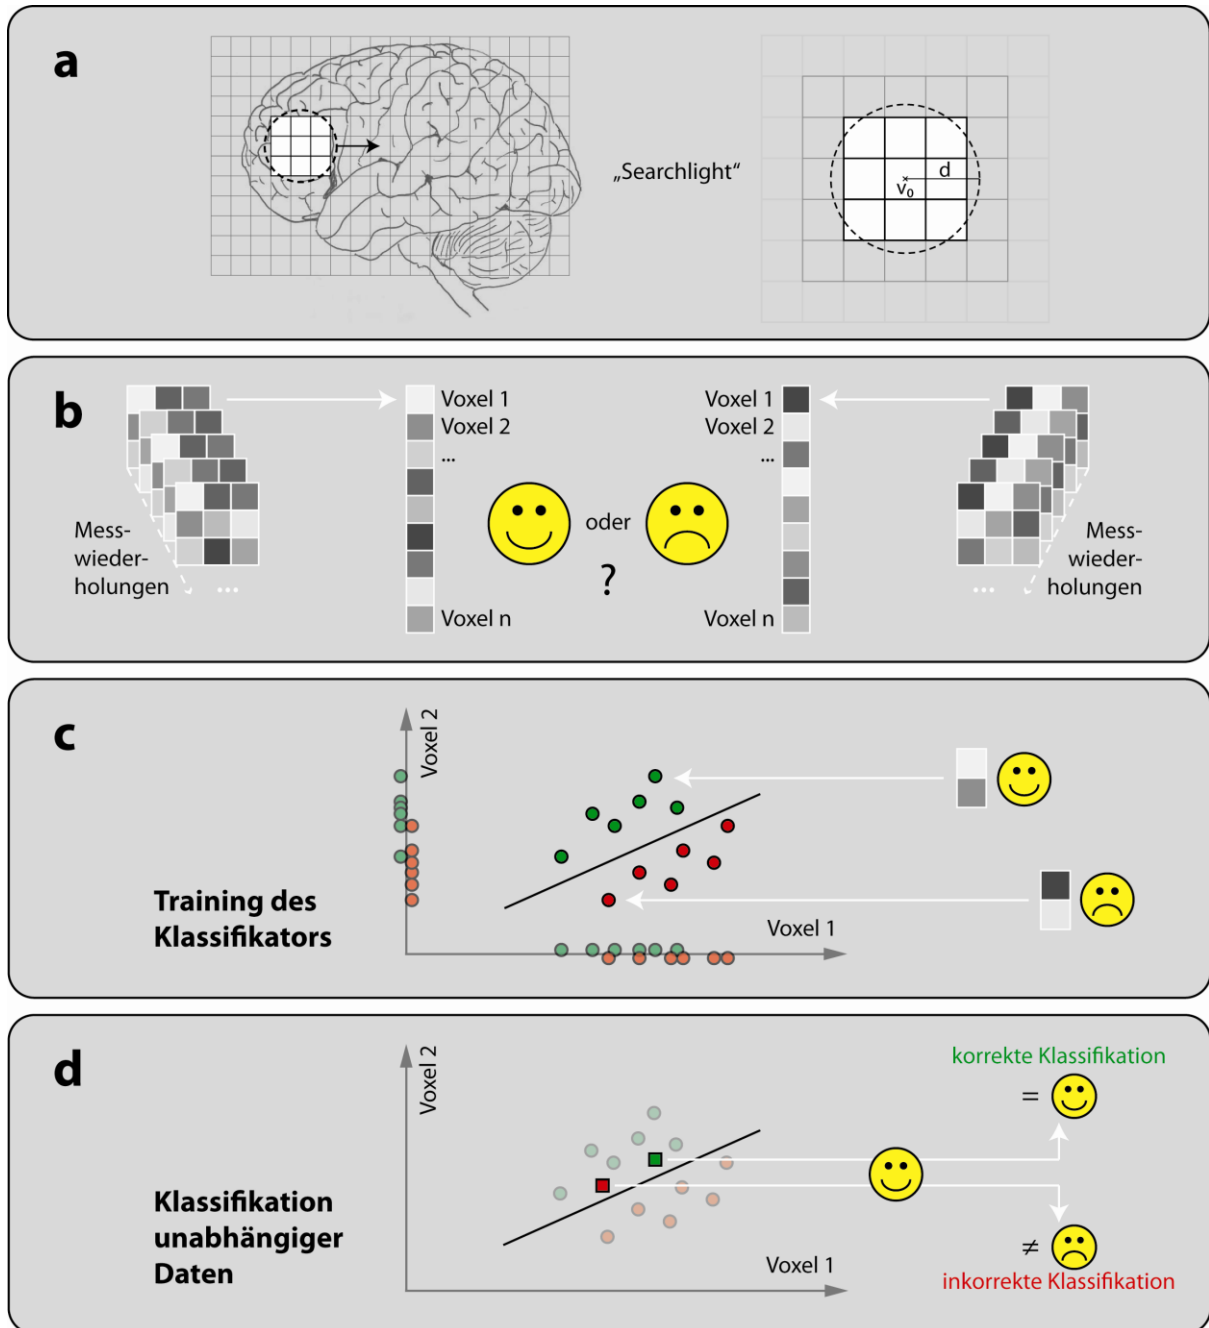 a
„Searchlight“
d
v₀
b
Voxel 1
Voxel 2
...
Voxel n
Mess-
wieder-
holungen
...
oder
?
Voxel 1
Voxel 2
...
Voxel n
Mess-
wieder-
holungen
...
c
Voxel 2
Voxel 1
Training des
Klassifikators
d
Voxel 2
Voxel 1
Klassifikation
unabhängiger
Daten
korrekte Klassifikation
=
≠
inkorrekte Klassifikation